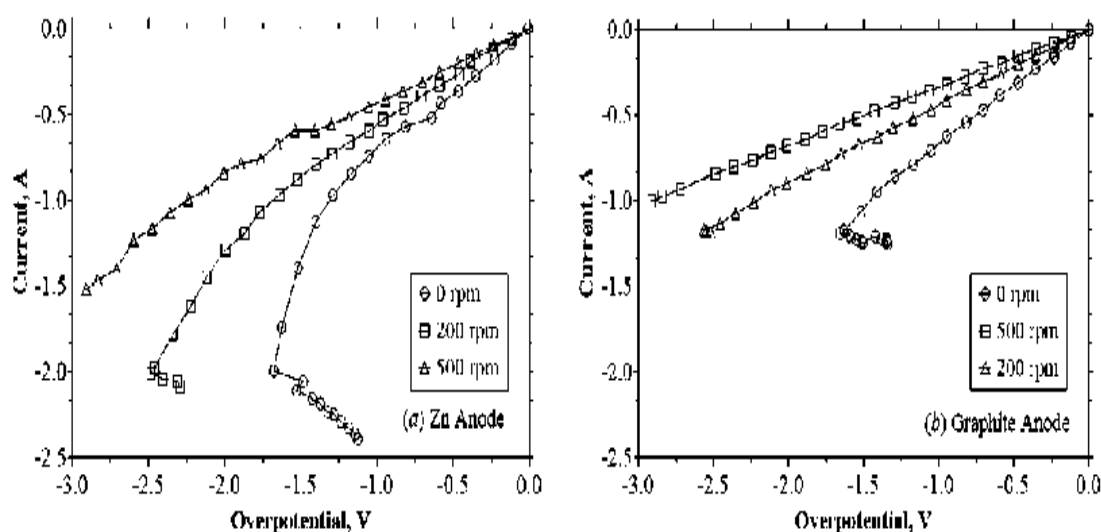 0.0
-0.5
-1.0
-1.5
-2.0
-2.5
Current, A
-3.0 -2.5 -2.0 -1.5 -1.0 -0.5 0.0
Overpotential, V
0 rpm
200 rpm
500 rpm
(a) Zn Anode
0.0
-0.5
-1.0
-1.5
-2.0
-2.5
Current, A
-3.0 -2.5 -2.0 -1.5 -1.0 -0.5 0.0
Overpotential, V
0 rpm
500 rpm
200 rpm
(b) Graphite Anode